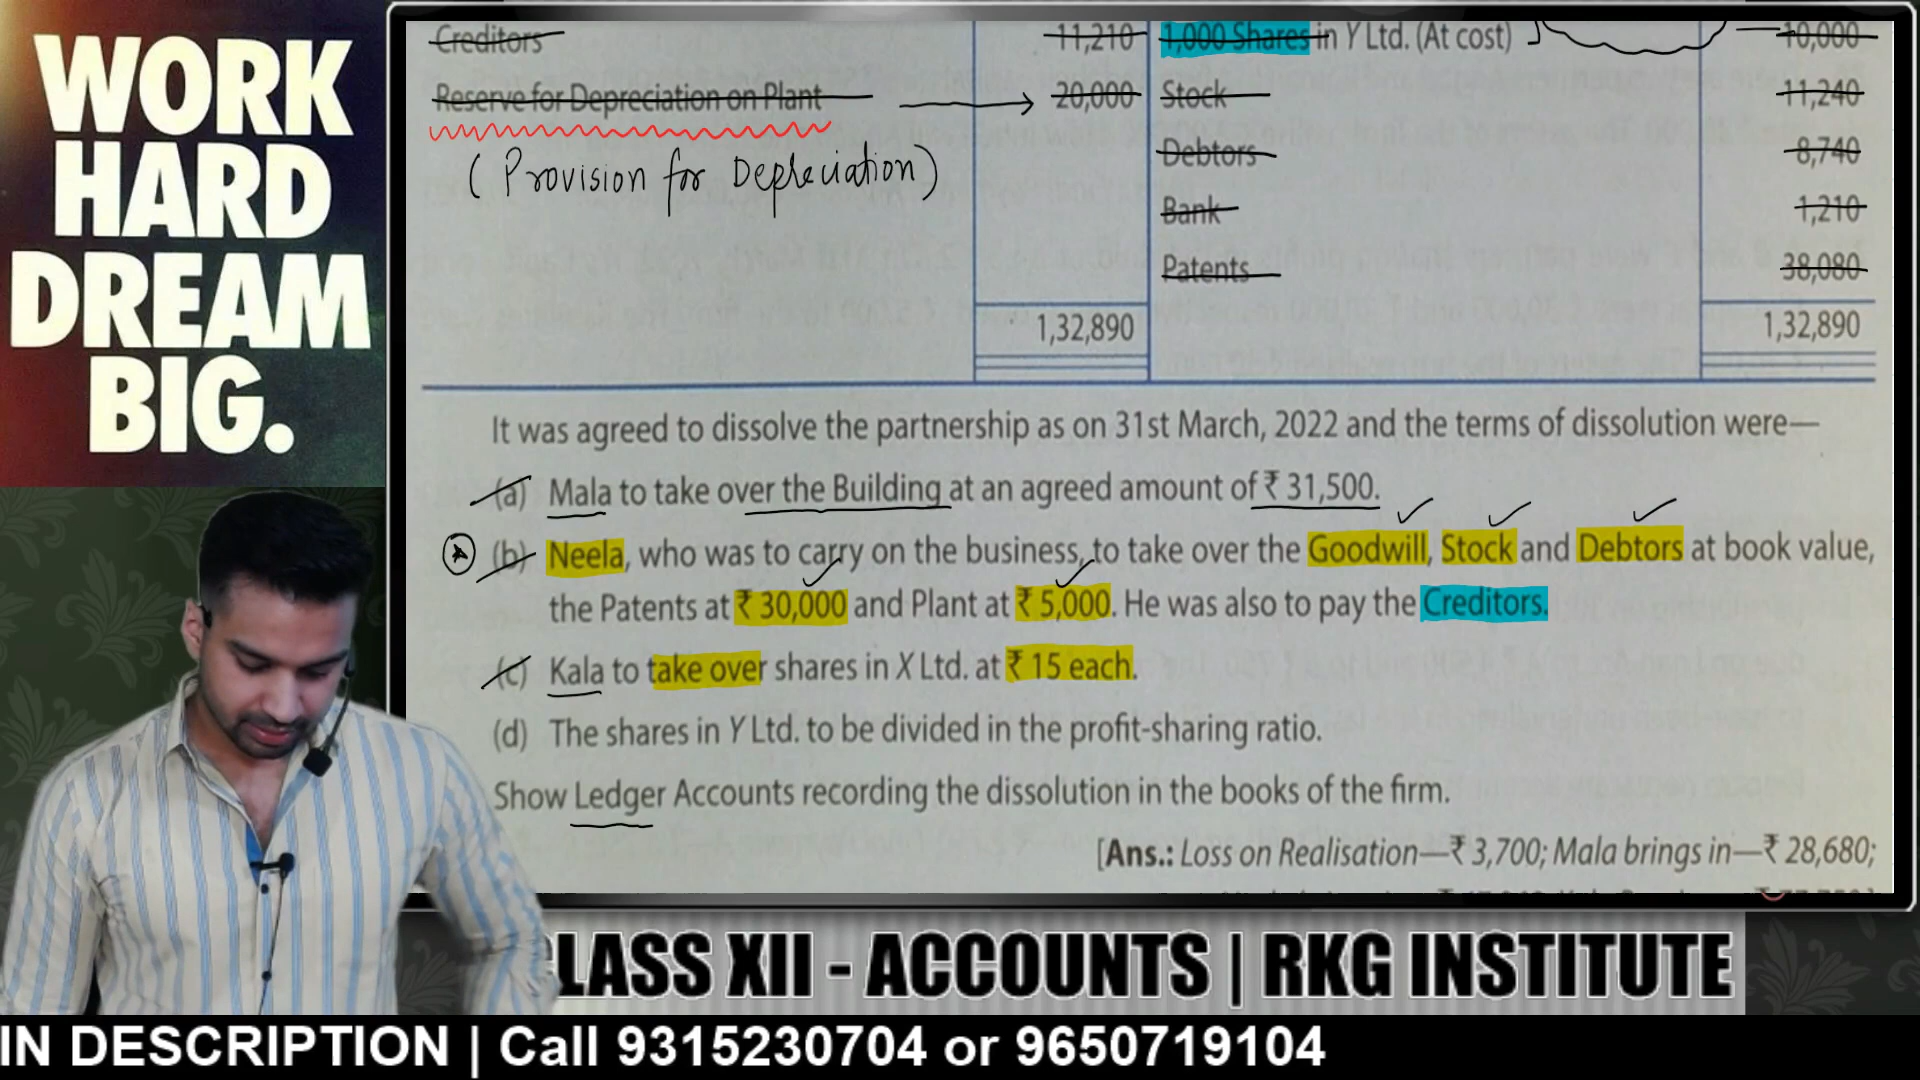 WORK
HARD
DREAM
BIG.
Creditors 11,210 1,000 Shares in Y Ltd. (At cost) 10,000
Reserve for Depreciation on Plant 20,000 Stock 11,240
(Provision for Depreciation) Debtors 8,740
Bank 1,210
Patents 38,080
1,32,890 1,32,890
It was agreed to dissolve the partnership as on 31st March, 2022 and the terms of dissolution were—
(a) Mala to take over the Building at an agreed amount of ₹ 31,500.
(b) Neela, who was to carry on the business, to take over the Goodwill, Stock and Debtors at book value,
the Patents at ₹ 30,000 and Plant at ₹ 5,000. He was also to pay the Creditors.
(c) Kala to take over shares in X Ltd. at ₹ 15 each.
(d) The shares in Y Ltd. to be divided in the profit-sharing ratio.
Show Ledger Accounts recording the dissolution in the books of the firm.
[Ans.: Loss on Realisation—₹ 3,700; Mala brings in—₹ 28,680;
LASS XII - ACCOUNTS | RKG INSTITUTE
IN DESCRIPTION | Call 9315230704 or 9650719104